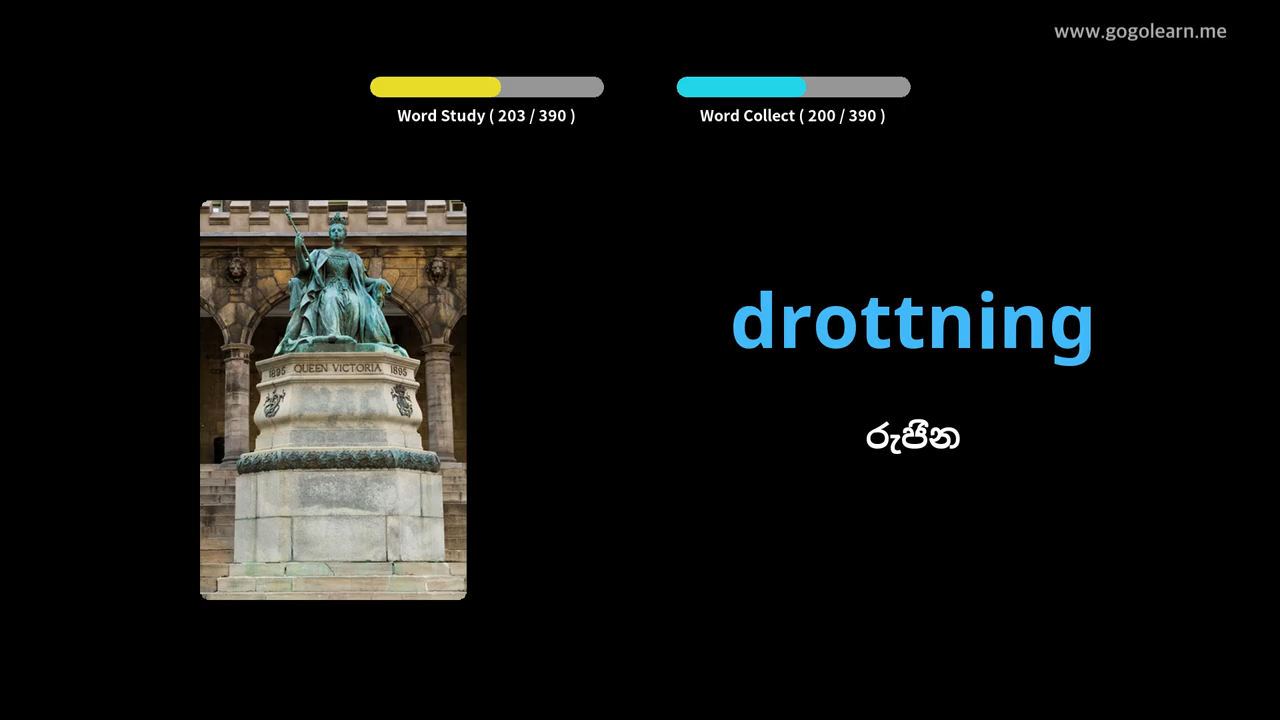 www.gogolearn.me
Word Study ( 203 / 390 )
Word Collect ( 200 / 390 )
1895 QUEEN VICTORIA 1895
drottning
රුජින